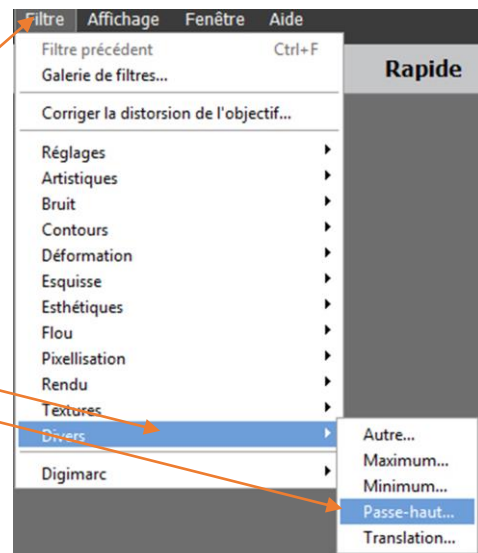 Filtre Affichage Fenêtre Aide
Filtre précédent Ctrl+F
Galerie de filtres...
Rapide
Corriger la distorsion de l'objectif...
Réglages
Artistiques
Bruit
Contours
Déformation
Esquisse
Esthétiques
Flou
Pixellisation
Rendu
Textures
Divers
Digimarc
Autre...
Maximum...
Minimum...
Passe-haut...
Translation...